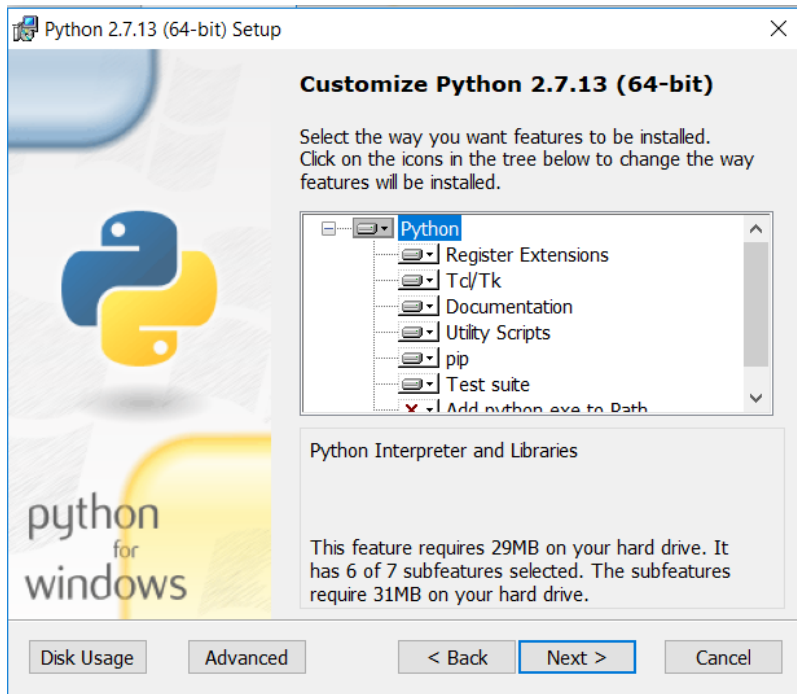 Python 2.7.13 (64-bit) Setup
Customize Python 2.7.13 (64-bit)
Select the way you want features to be installed.
Click on the icons in the tree below to change the way
features will be installed.
Python
Register Extensions
Tcl/Tk
Documentation
Utility Scripts
pip
Test suite
Add python.exe to Path
Python Interpreter and Libraries
This feature requires 29MB on your hard drive. It
has 6 of 7 subfeatures selected. The subfeatures
require 31MB on your hard drive.
python
for
windows
Disk Usage
Advanced
< Back
Next >
Cancel